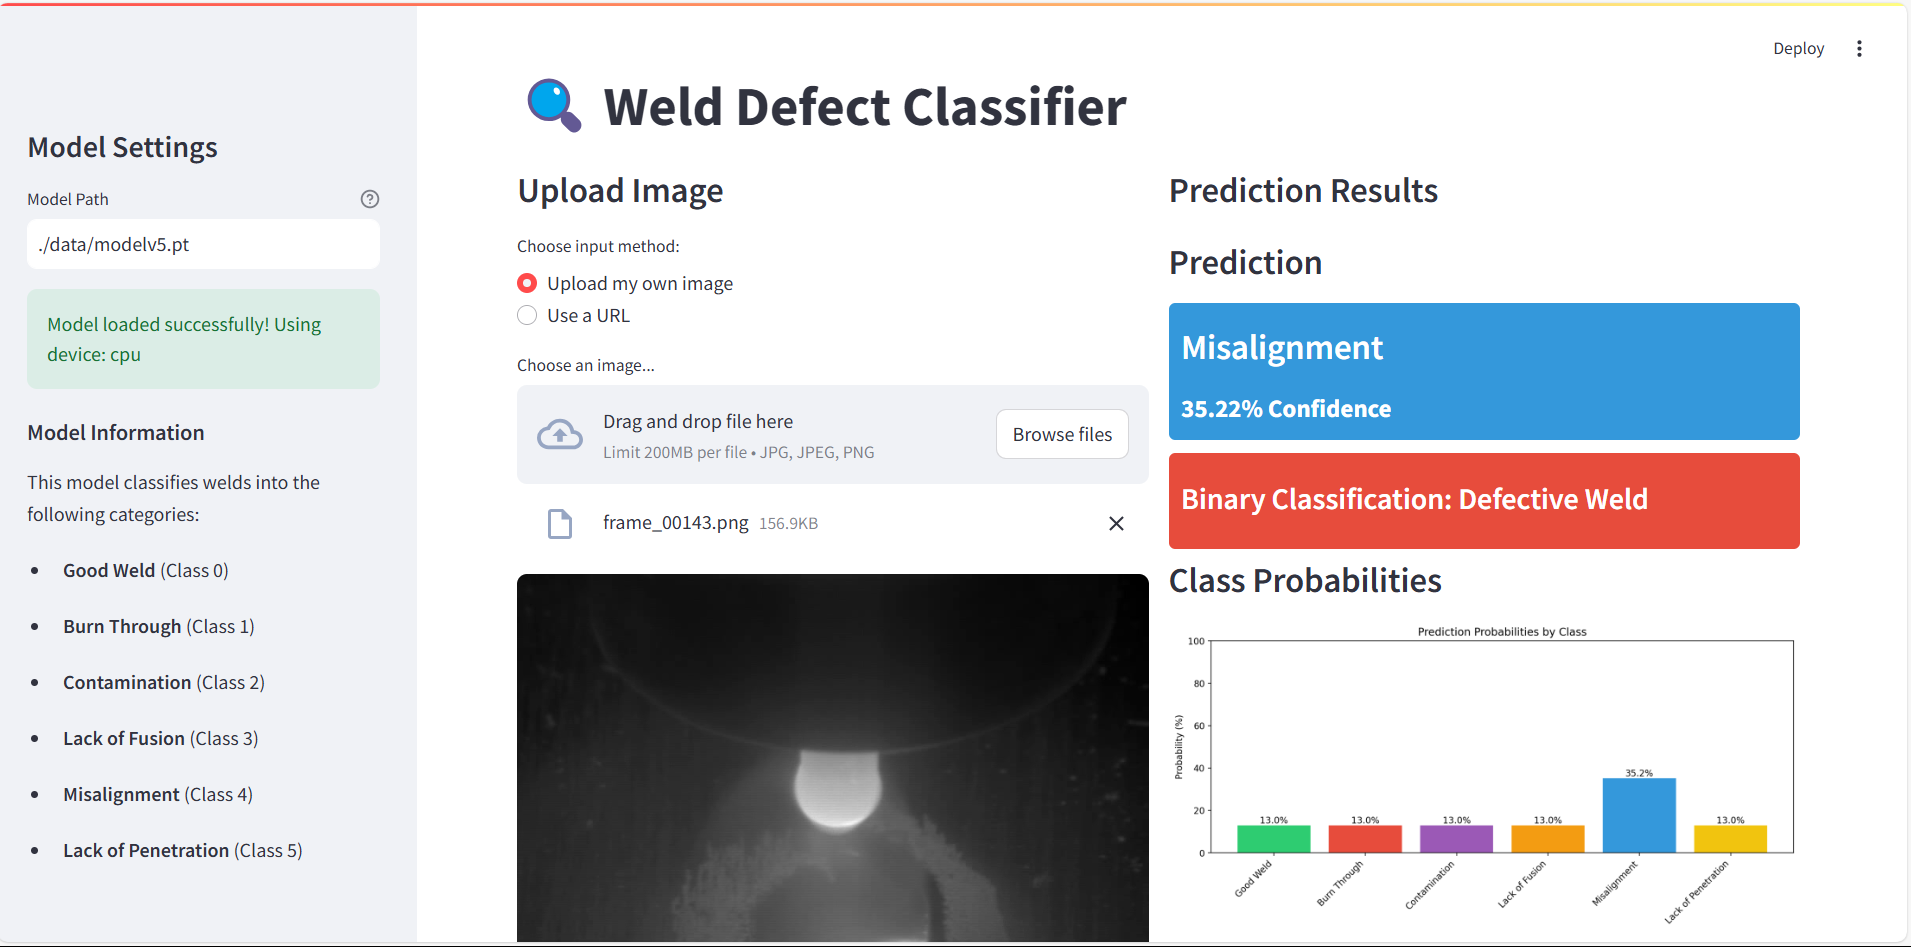 Deploy
Model Settings
Model Path
./data/modelv5.pt
Model loaded successfully! Using
device: cpu
Model Information
This model classifies welds into the
following categories:
Good Weld (Class 0)
Burn Through (Class 1)
Contamination (Class 2)
Lack of Fusion (Class 3)
Misalignment (Class 4)
Lack of Penetration (Class 5)
Weld Defect Classifier
Upload Image
Choose input method:
Upload my own image
Use a URL
Choose an image...
Drag and drop file here
Limit 200MB per file • JPG, JPEG, PNG
Browse files
frame_00143.png 156.9KB
Prediction Results
Prediction
Misalignment
35.22% Confidence
Binary Classification: Defective Weld
Class Probabilities
Prediction Probabilities by Class
Probability (%)
100
80
60
40
20
0
13.0%
13.0%
13.0%
13.0%
35.2%
13.0%
Good Weld
Burn Through
Contamination
Lack of Fusion
Misalignment
Lack of Penetration